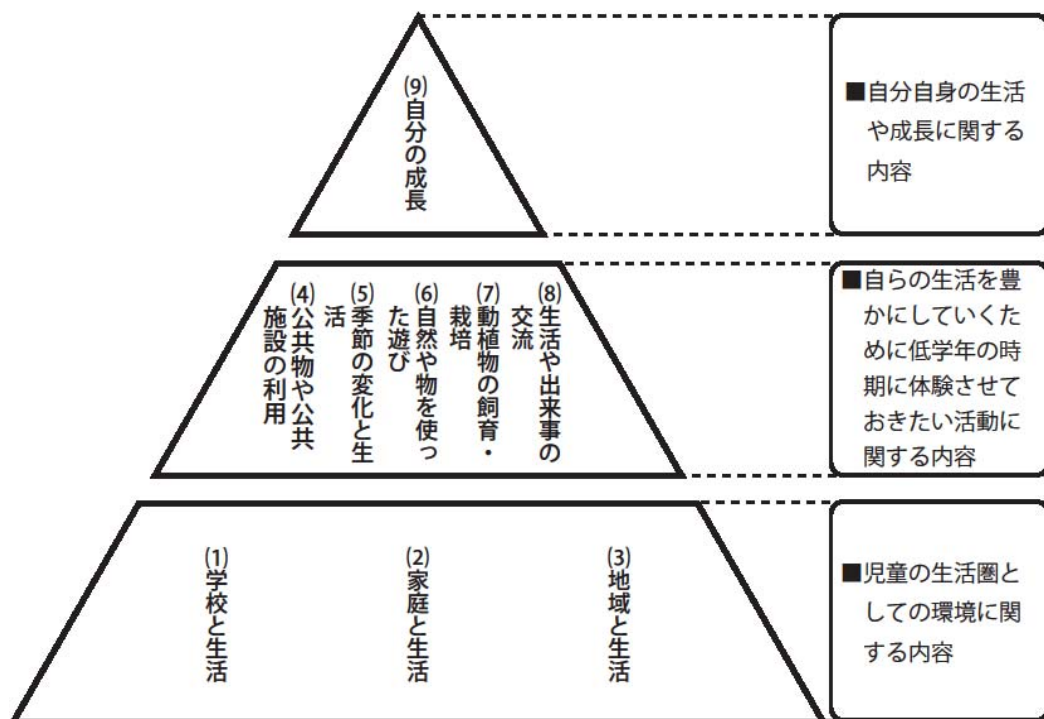 (9)自分の成長
■自分自身の生活
や成長に関する
内容
(4)公共物や公共
施設の利用
(5)季節の変化と生
活
(6)自然や物を使っ
た遊び
(7)動植物の飼育・
栽培
(8)生活や出来事の
交流
■自らの生活を豊
かにしていくた
めに低学年の時
期に体験させて
おきたい活動に
関する内容
(1)学校と生活
(2)家庭と生活
(3)地域と生活
■児童の生活圏と
しての環境に関
する内容